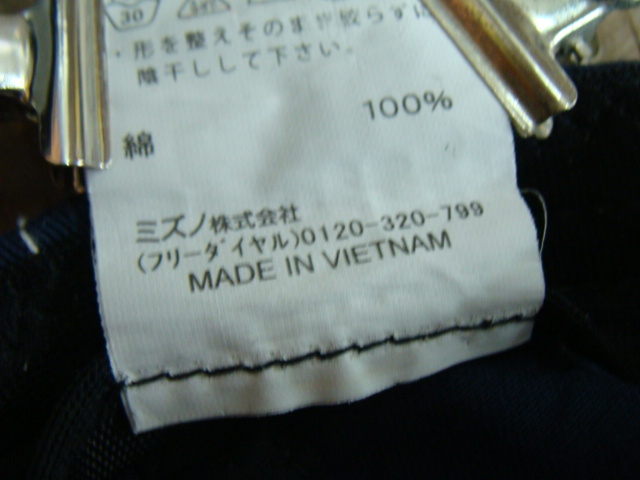 30
・形を整えそのまゝ絞らずに
陰干しして下さい。
綿 100%
ミズノ株式会社
(フリーダイヤル)0120-320-799
MADE IN VIETNAM